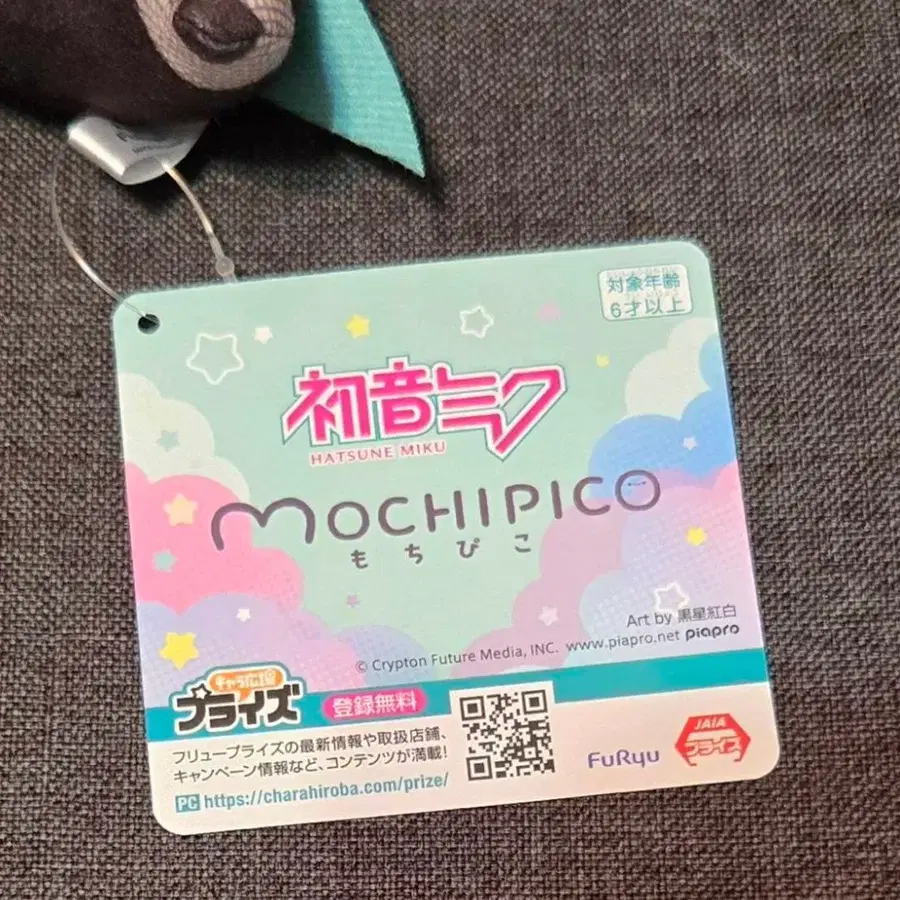 対象年齢
6才以上
初音ミク
HATSUNE MIKU
MOCHIPICO
もちぴこ
Art by 黒星紅白
© Crypton Future Media, INC. www.piapro.net piapro
キャラ広場
プライズ
登録無料
フリュープライズの最新情報や取扱店舗、
キャンペーン情報など、コンテンツが満載!
PC https://charahiroba.com/prize/
FuRyu
JAIA
プライズ